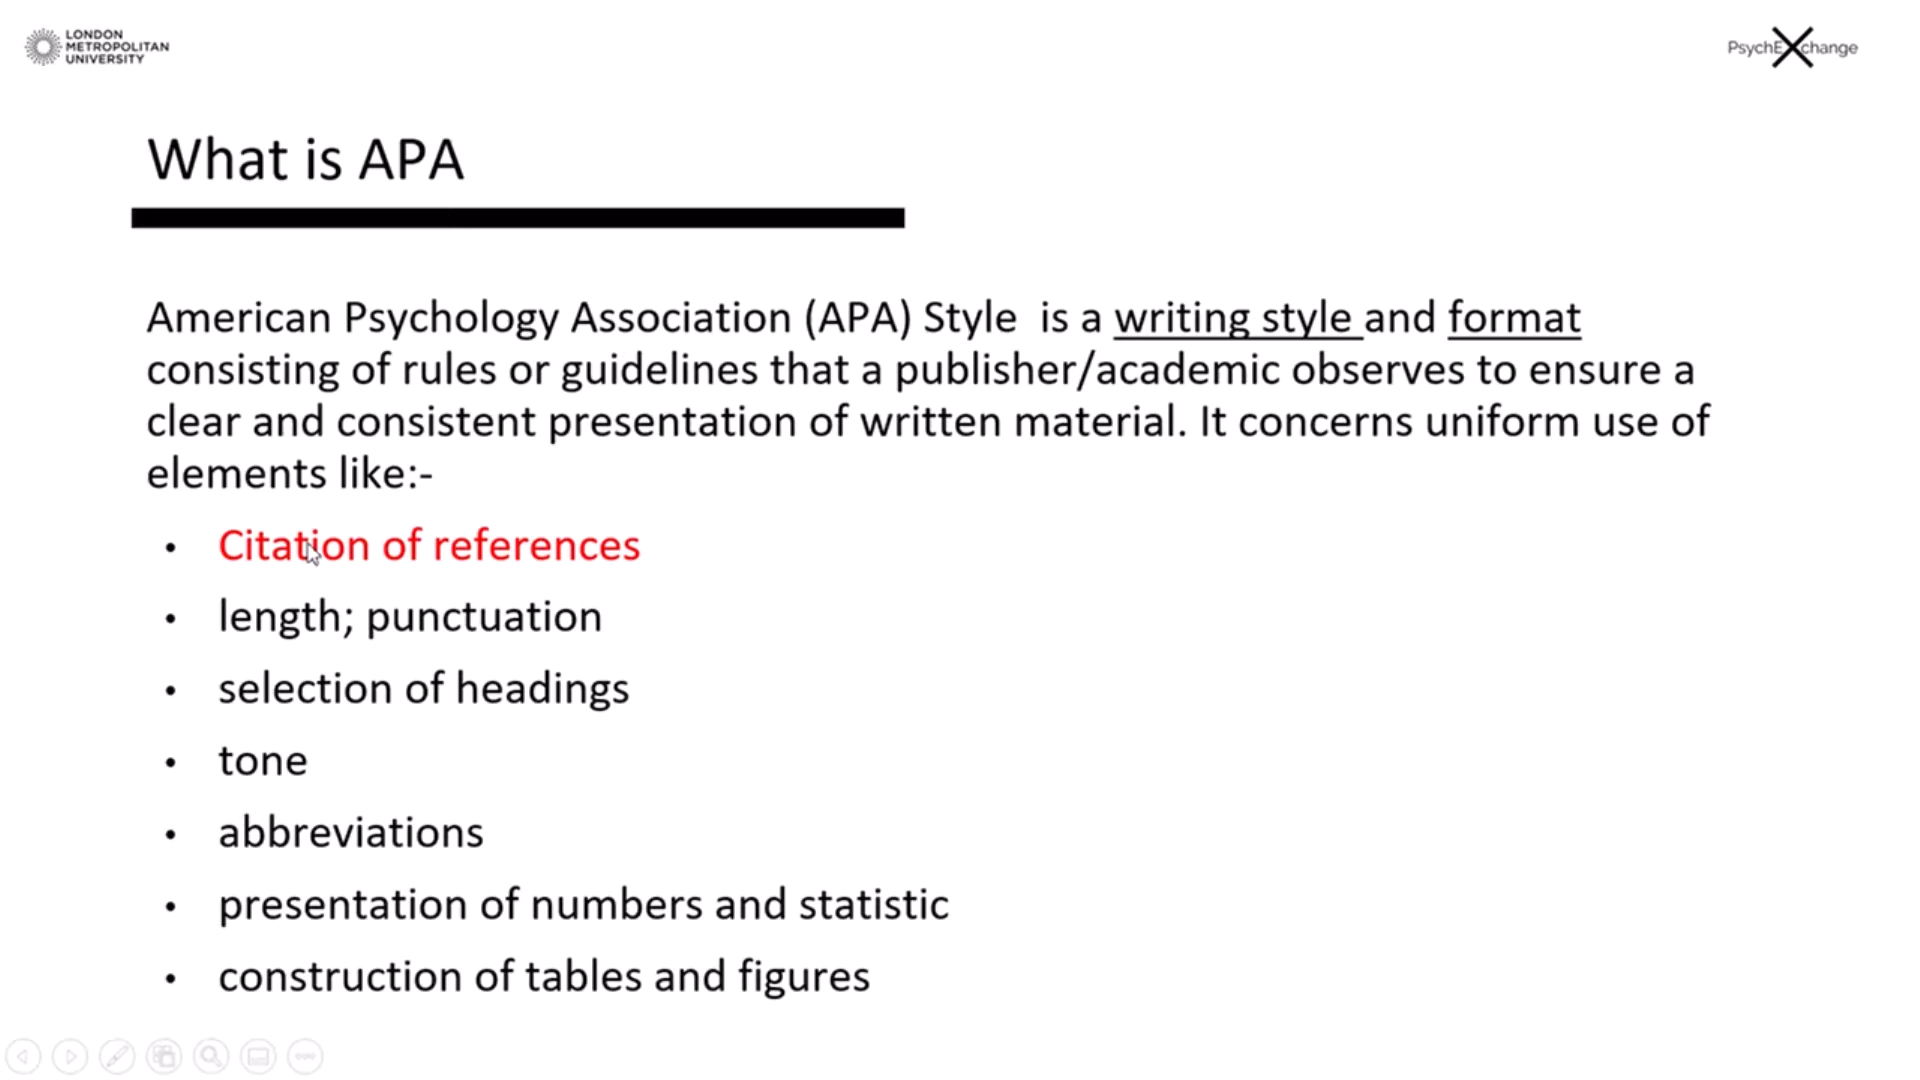 LONDON
METROPOLITAN
UNIVERSITY
PsychEXchange
What is APA
American Psychology Association (APA) Style  is a writing style and format
consisting of rules or guidelines that a publisher/academic observes to ensure a
clear and consistent presentation of written material. It concerns uniform use of
elements like:-
• Citation of references
• length; punctuation
• selection of headings
• tone
• abbreviations
• presentation of numbers and statistic
• construction of tables and figures